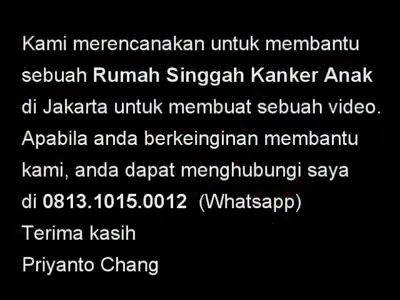 Kami merencanakan untuk membantu
sebuah Rumah Singgah Kanker Anak
di Jakarta untuk membuat sebuah video.
Apabila anda berkeinginan membantu
kami, anda dapat menghubungi saya
di 0813.1015.0012 (Whatsapp)
Terima kasih
Priyanto Chang